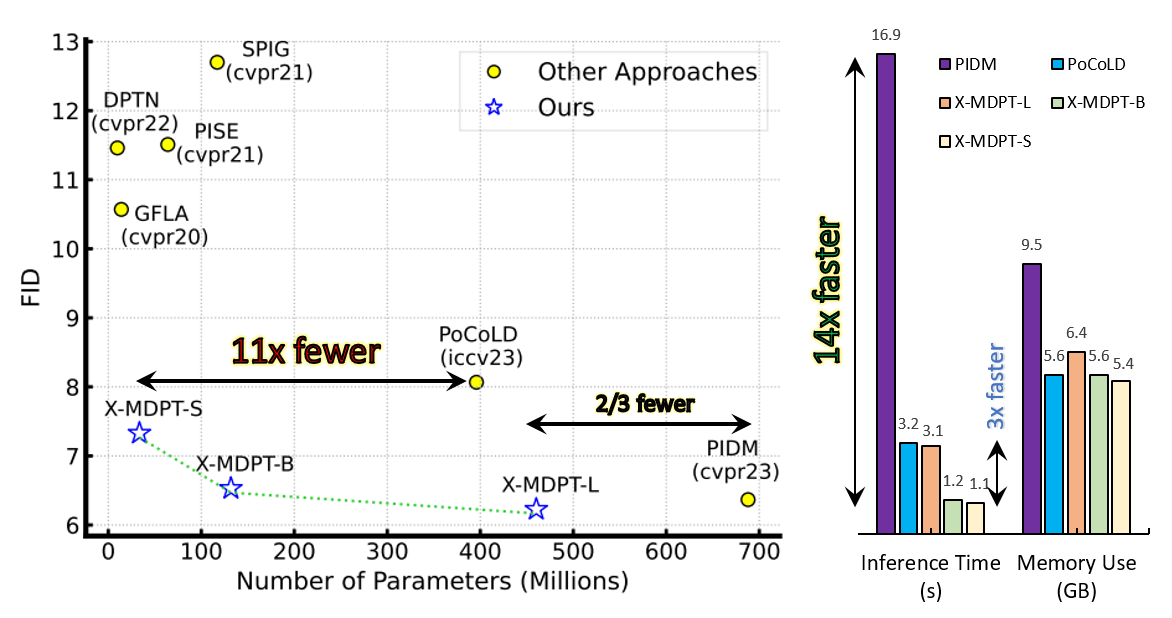 13
12
11
10
9
8
7
6
FID
SPIG
(cvpr21)
DPTN
(cvpr22)
PISE
(cvpr21)
GFLA
(cvpr20)
Other Approaches
Ours
11x fewer
PoCoLD
(iccv23)
2/3 fewer
X-MDPT-S
X-MDPT-B
X-MDPT-L
PIDM
(cvpr23)
0 100 200 300 400 500 600 700
Number of Parameters (Millions)
14x faster
16.9
PIDM PoCoLD
X-MDPT-L X-MDPT-B
X-MDPT-S
3.2
3.1
1.2
1.1
3x faster
9.5
5.6
6.4
5.6
5.4
Inference Time
(s)
Memory Use
(GB)